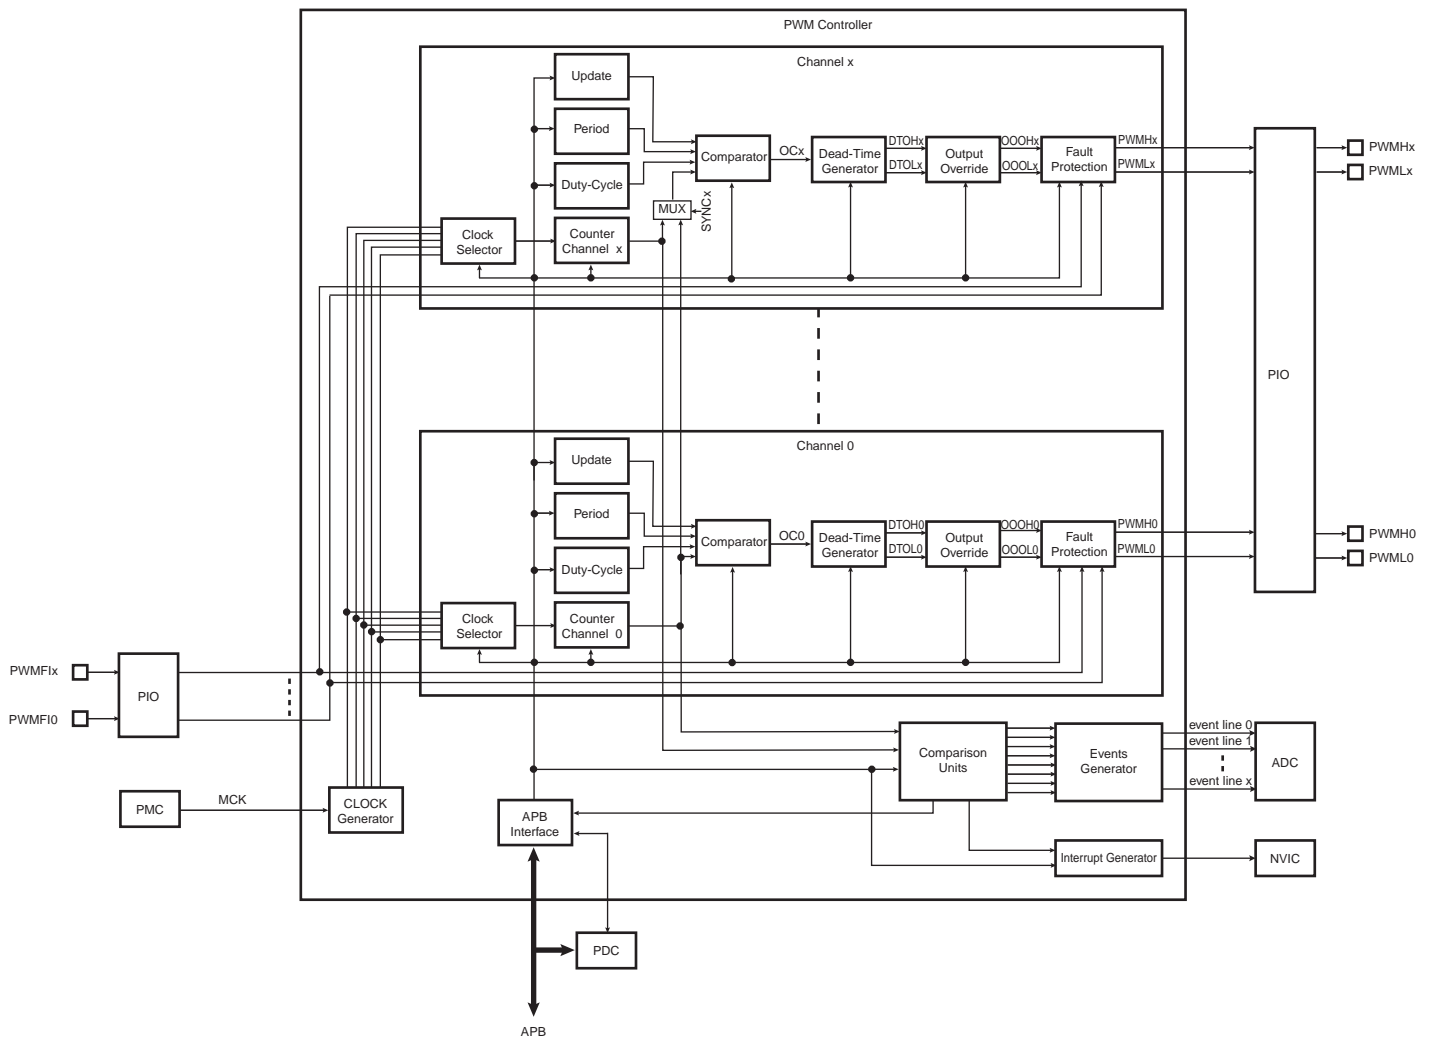 PWM Controller
Channel x
Update
Period
Comparator
OCx
Dead-Time
Generator
DTOHx
DTOLx
Output
Override
OOOHx
OOOLx
Fault
Protection
PWMHx
PWMLx
PWMHx
PWMLx
Duty-Cycle
MUX
SYNCx
Clock
Selector
Counter
Channel x
PIO
Channel 0
Update
Period
Comparator
OC0
Dead-Time
Generator
DTOH0
DTOL0
Output
Override
OOOH0
OOOL0
Fault
Protection
PWMH0
PWML0
PWMH0
PWML0
Duty-Cycle
Clock
Selector
Counter
Channel 0
PWMFIx
PIO
PWMFI0
Comparison
Units
Events
Generator
event line 0
event line 1
event line x
ADC
PMC
MCK
CLOCK
Generator
APB
Interface
Interrupt Generator
NVIC
PDC
APB